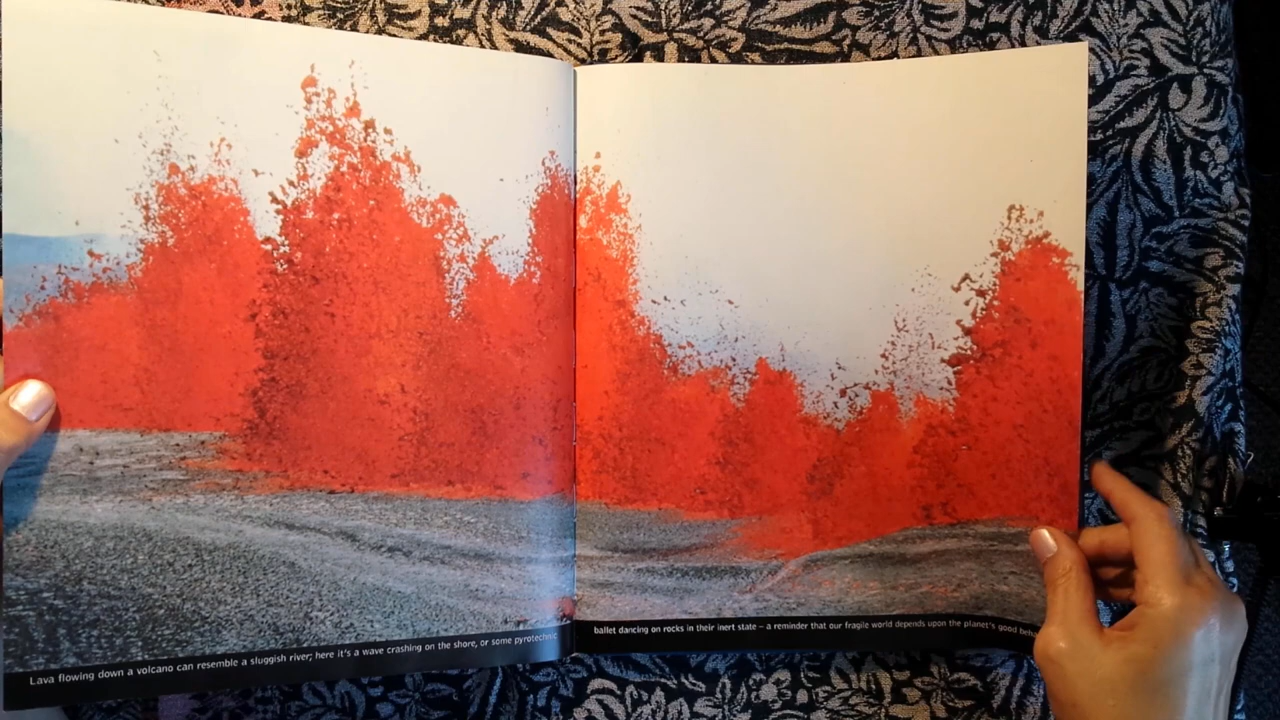 Lava flowing down a volcano can resemble a sluggish river; here it's a wave crashing on the shore, or some pyrotechnic
ballet dancing on rocks in their inert state – a reminder that our fragile world depends upon the planet's good